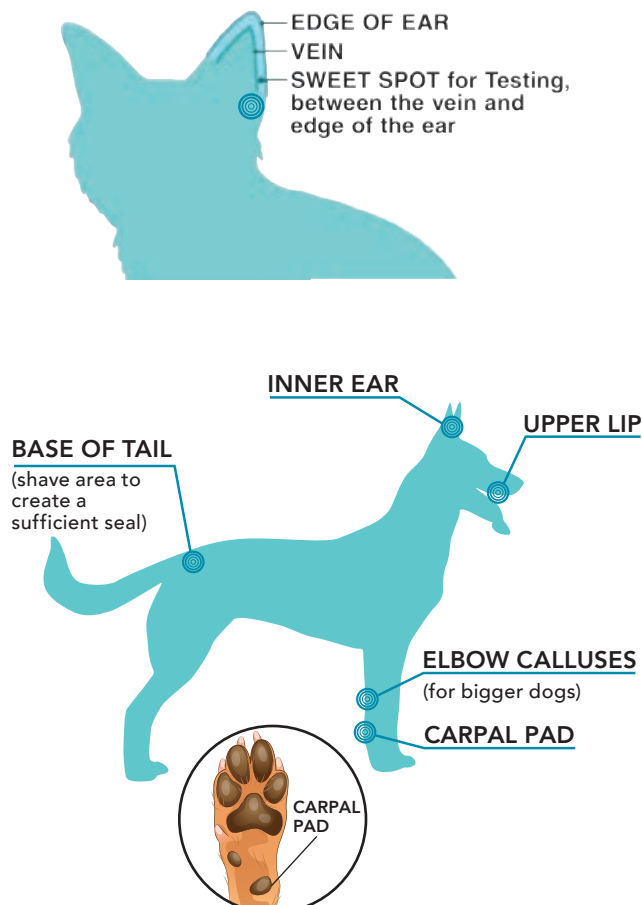 EDGE OF EAR
VEIN
SWEET SPOT for Testing,
between the vein and
edge of the ear
INNER EAR
UPPER LIP
BASE OF TAIL
(shave area to
create a
sufficient seal)
ELBOW CALLUSES
(for bigger dogs)
CARPAL PAD
CARPAL
PAD